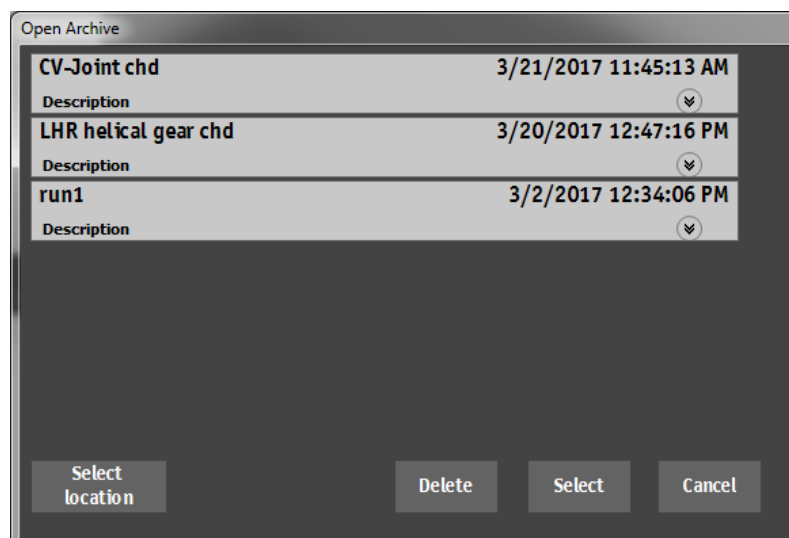 Open Archive
CV-Joint chd 3/21/2017 11:45:13 AM
Description
LHR helical gear chd 3/20/2017 12:47:16 PM
Description
run1 3/2/2017 12:34:06 PM
Description
Select
location
Delete Select Cancel